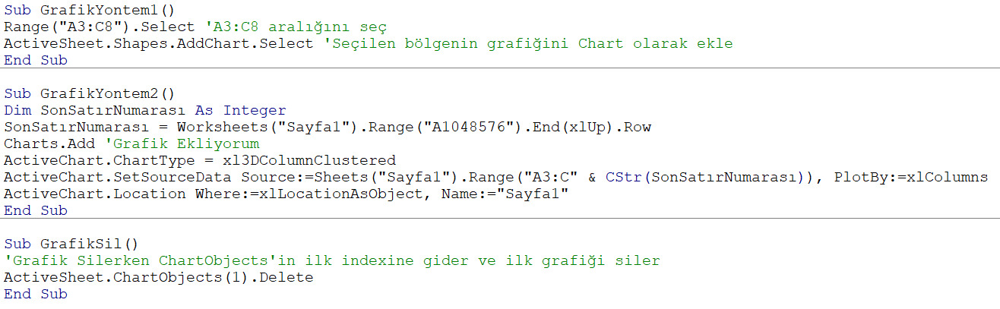 Sub GrafikYontem1()
Range("A3:C8").Select 'A3:C8 aralığını seç
ActiveSheet.Shapes.AddChart.Select 'Seçilen bölgenin grafiğini Chart olarak ekle
End Sub
Sub GrafikYontem2()
Dim SonSatırNumarası As Integer
SonSatırNumarası = Worksheets("Sayfa1").Range("A1048576").End(xlUp).Row
Charts.Add 'Grafik Ekliyorum
ActiveChart.ChartType = xl3DColumnClustered
ActiveChart.SetSourceData Source:=Sheets("Sayfa1").Range("A3:C" & CStr(SonSatırNumarası)), PlotBy:=xlColumns
ActiveChart.Location Where:=xlLocationAsObject, Name:="Sayfa1"
End Sub
Sub GrafikSil()
'Grafik Silerken ChartObjects'in ilk indexine gider ve ilk grafiği siler
ActiveSheet.ChartObjects(1).Delete
End Sub